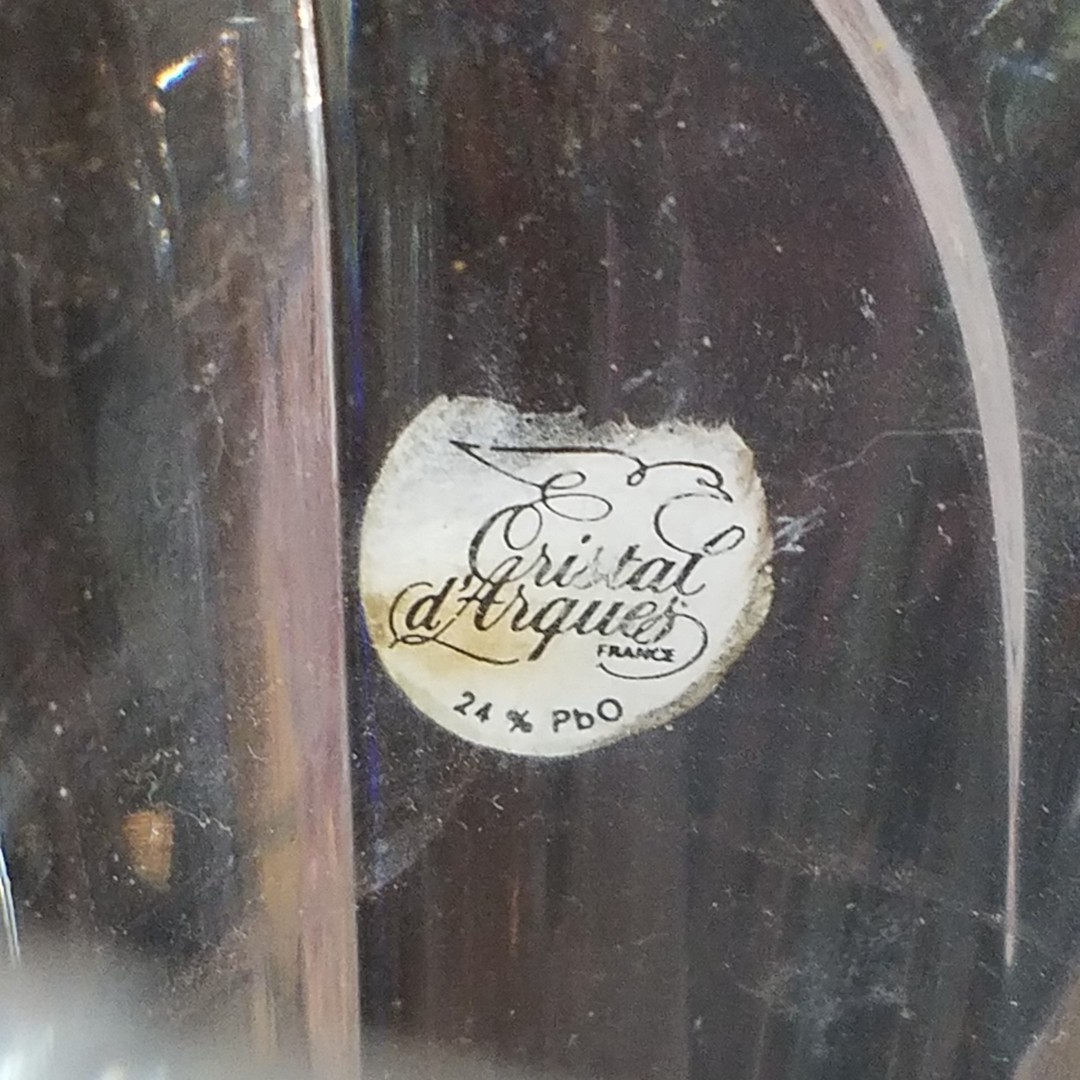 Cristal
d'Arques
FRANCE
24 % PbO